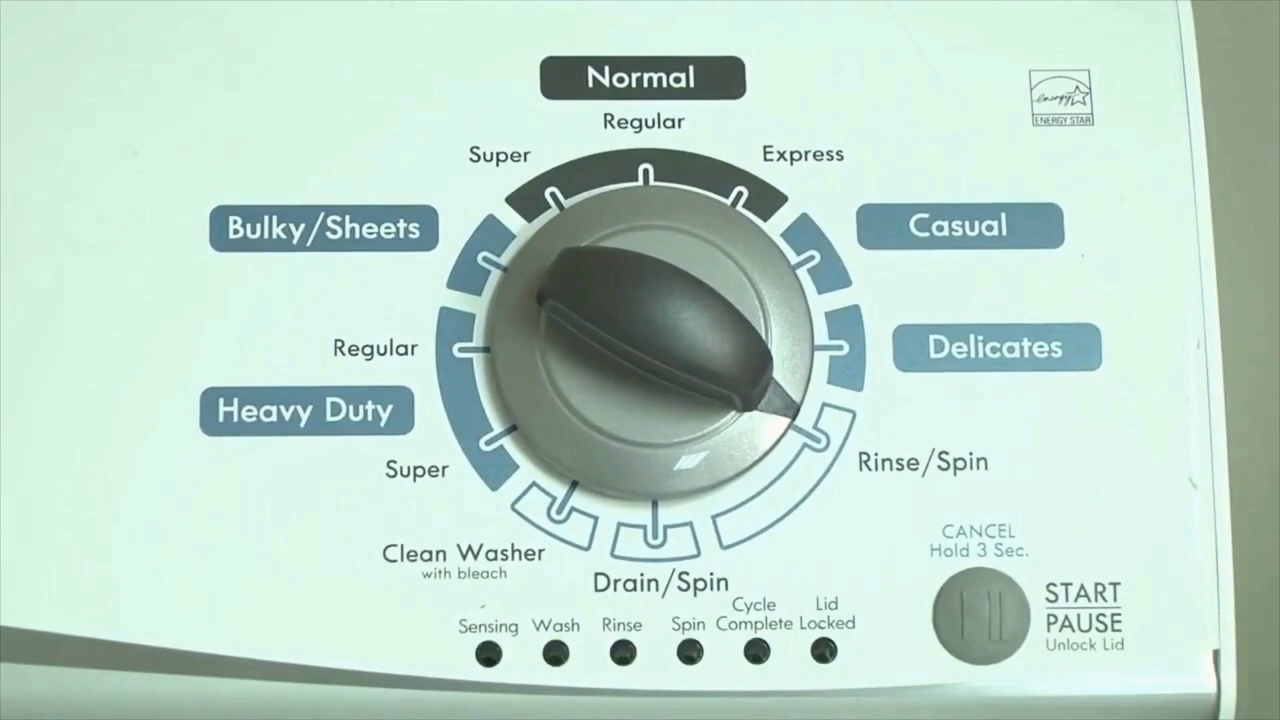 Normal
Regular
Super
Express
energy
ENERGY STAR
Bulky/Sheets
Casual
Regular
Delicates
Heavy Duty
Super
Rinse/Spin
Clean Washer
with bleach
Drain/Spin
CANCEL
Hold 3 Sec.
START
PAUSE
Unlock Lid
Sensing
Wash
Rinse
Spin
Cycle
Complete
Lid
Locked